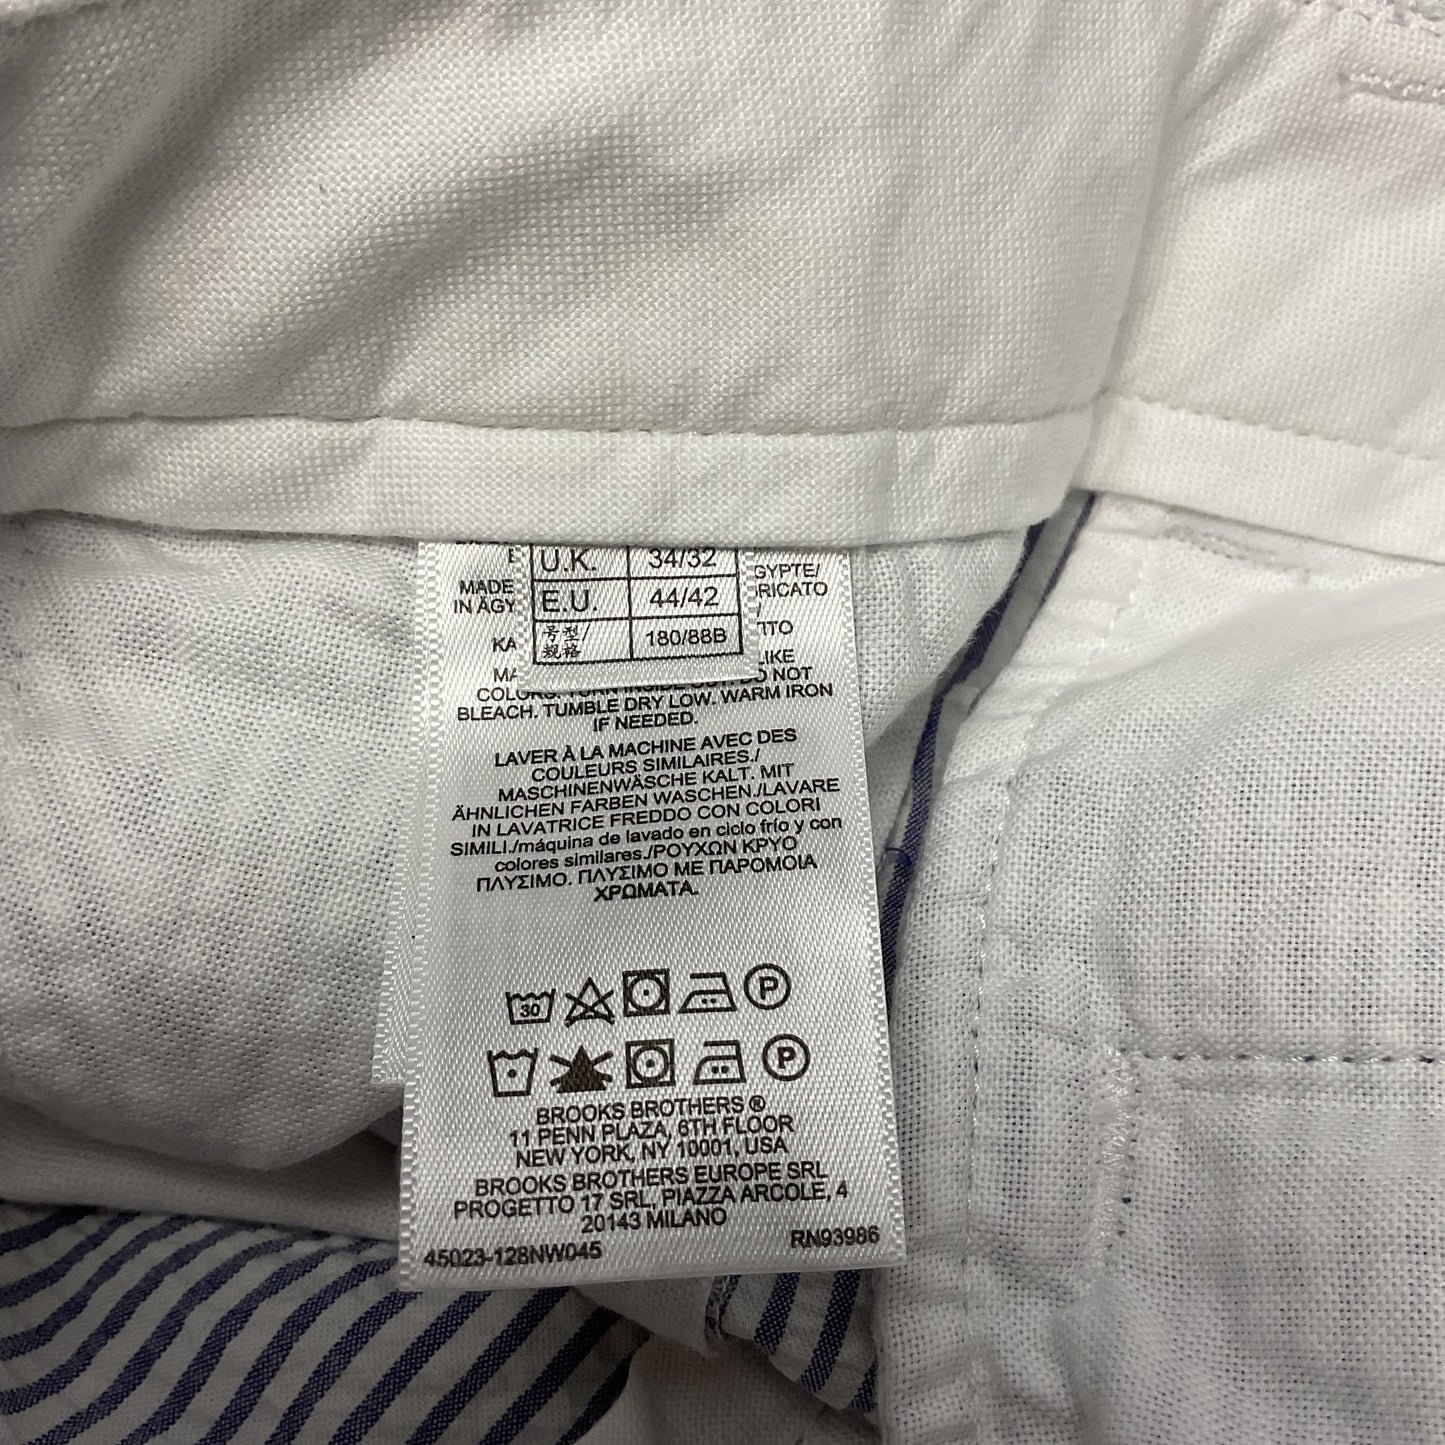 U.K. 34/32
E.U. 44/42
号型/ 180/88B
规格
MADE
IN ÄGY
GYPTE/
RICATO
COLORS. TURN INSIDE OUT. DO NOT
BLEACH. TUMBLE DRY LOW. WARM IRON
IF NEEDED.
LAVER À LA MACHINE AVEC DES
COULEURS SIMILAIRES./
MASCHINENWÄSCHE KALT. MIT
ÄHNLICHEN FARBEN WASCHEN./LAVARE
IN LAVATRICE FREDDO CON COLORI
SIMILI./máquina de lavado en ciclo frío y con
colores similares./ΡΟΥΧΩΝ ΚΡΥΟ
ΠΛΥΣΙΜΟ. ΠΛΥΣΙΜΟ ΜΕ ΠΑΡΟΜΟΙΑ
ΧΡΩΜΑΤΑ.
30 P
P
BROOKS BROTHERS ®
11 PENN PLAZA, 6TH FLOOR
NEW YORK, NY 10001, USA
BROOKS BROTHERS EUROPE SRL
PROGETTO 17 SRL, PIAZZA ARCOLE, 4
20143 MILANO
45023-128NW045 RN93986